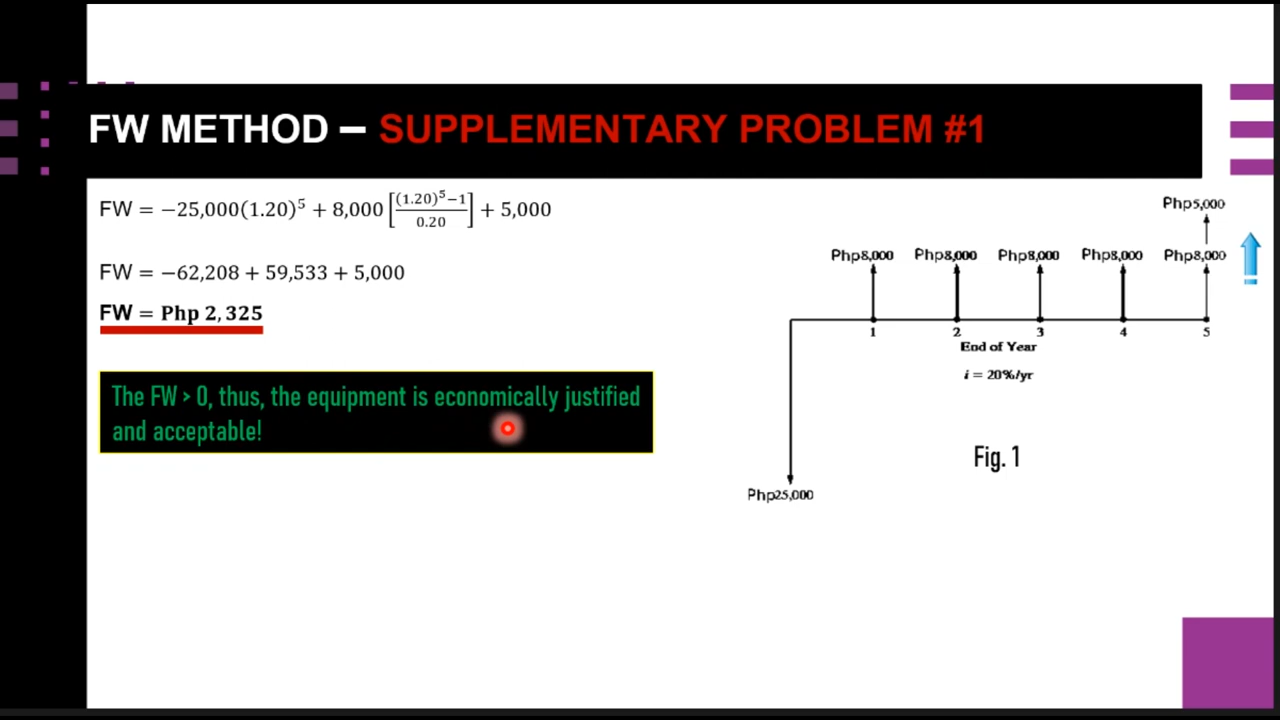 FW METHOD – SUPPLEMENTARY PROBLEM #1
FW = −25,000(1.20)^5 + 8,000 [((1.20)^5−1)/0.20] + 5,000
FW = −62,208 + 59,533 + 5,000
FW = Php 2,325
The FW > 0, thus, the equipment is economically justified
and acceptable!
Php5,000
Php8,000 Php8,000 Php8,000 Php8,000 Php8,000
1 2 3 4 5
End of Year
i = 20%/yr
Fig. 1
Php25,000